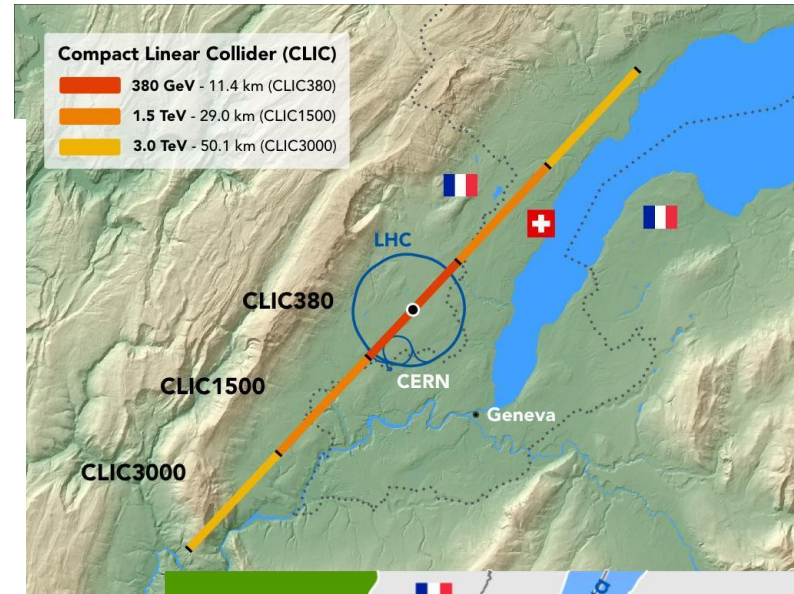 Compact Linear Collider (CLIC)
380 GeV - 11.4 km (CLIC380)
1.5 TeV - 29.0 km (CLIC1500)
3.0 TeV - 50.1 km (CLIC3000)
LHC
CLIC380
CERN
CLIC1500
Geneva
CLIC3000